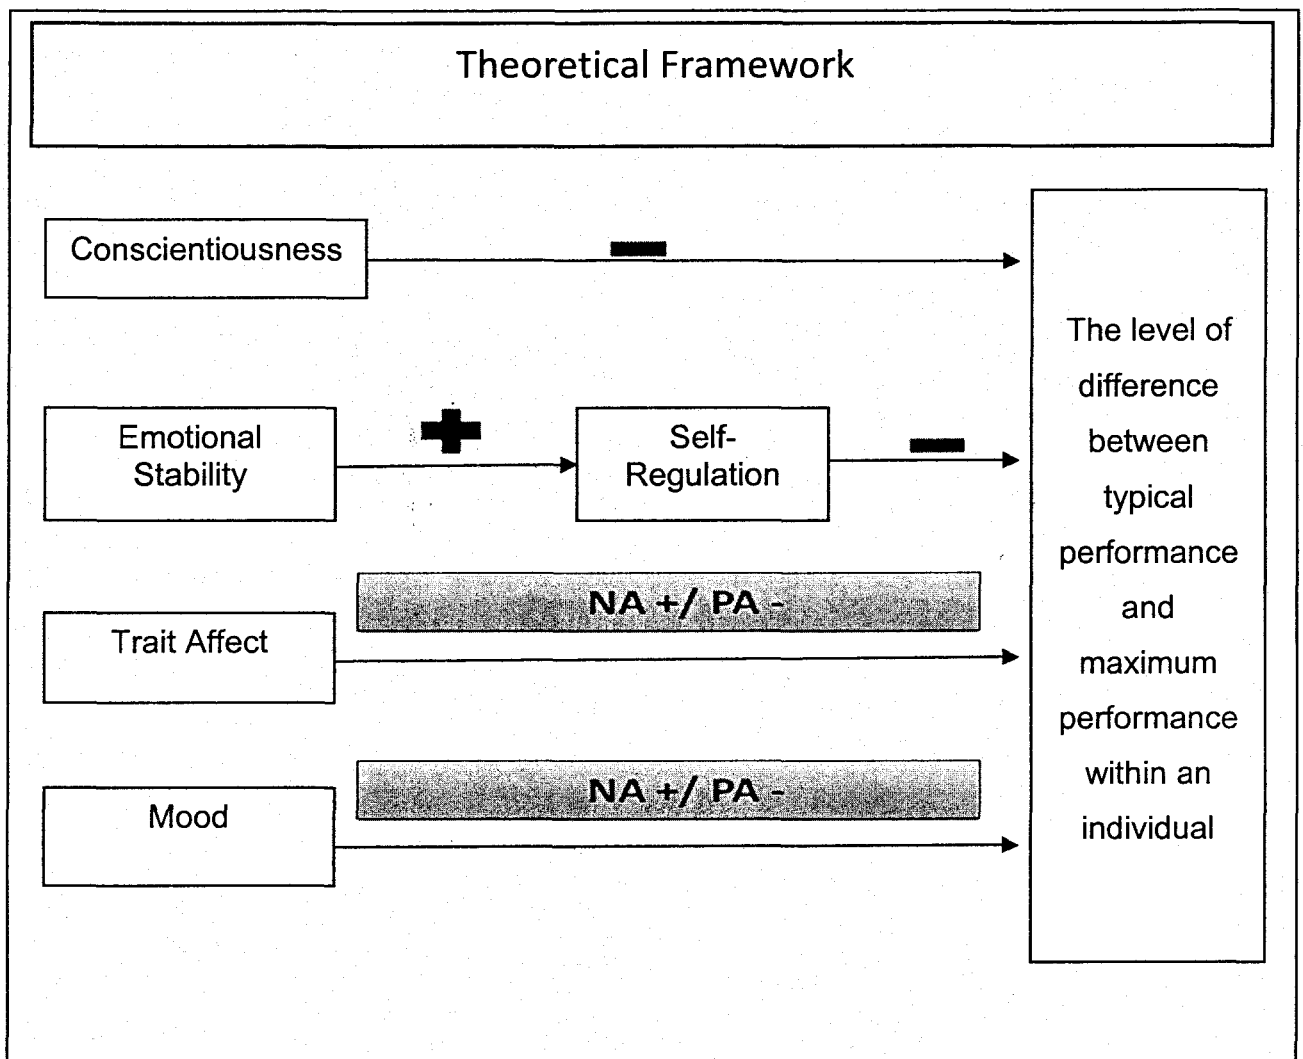 Theoretical Framework
Conscientiousness
Emotional
Stability
+
Self-
Regulation
-
NA +/ PA -
Trait Affect
NA +/ PA -
Mood
The level of
difference
between
typical
performance
and
maximum
performance
within an
individual